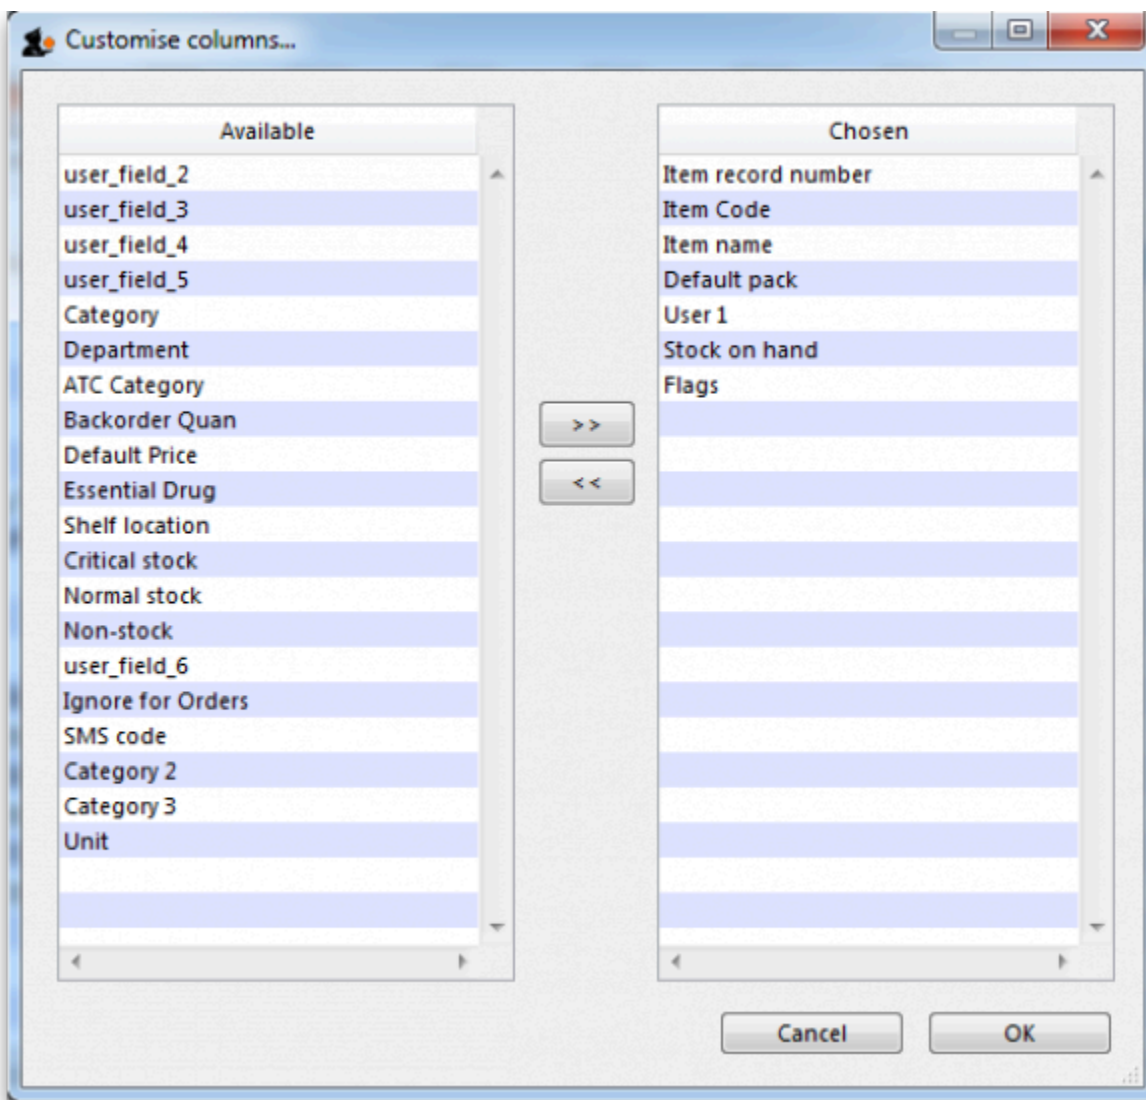 Customise columns...
Available
user_field_2
user_field_3
user_field_4
user_field_5
Category
Department
ATC Category
Backorder Quan
Default Price
Essential Drug
Shelf location
Critical stock
Normal stock
Non-stock
user_field_6
Ignore for Orders
SMS code
Category 2
Category 3
Unit
>>
<<
Chosen
Item record number
Item Code
Item name
Default pack
User 1
Stock on hand
Flags
Cancel
OK